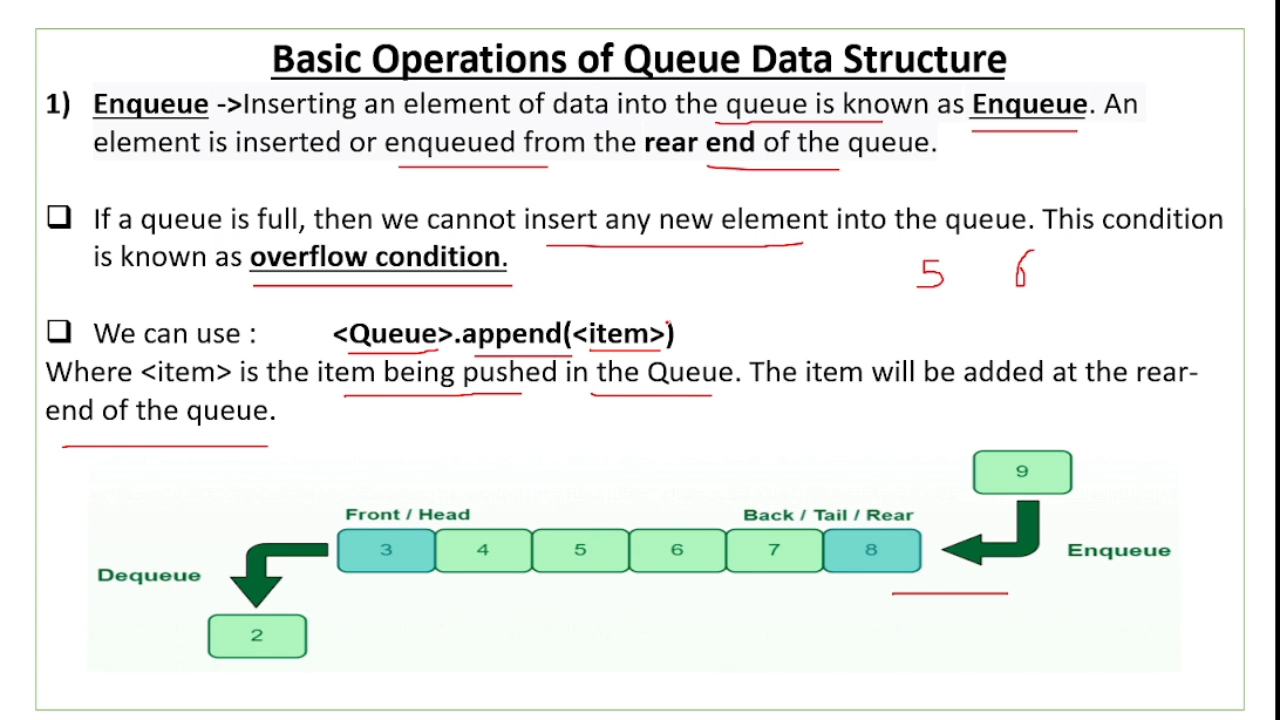 Basic Operations of Queue Data Structure
1) Enqueue ->Inserting an element of data into the queue is known as Enqueue. An
element is inserted or enqueued from the rear end of the queue.
❑ If a queue is full, then we cannot insert any new element into the queue. This condition
is known as overflow condition.
5 6
❑ We can use : <Queue>.append(<item>)
Where <item> is the item being pushed in the Queue. The item will be added at the rear-
end of the queue.
9
Front / Head Back / Tail / Rear
3 4 5 6 7 8 Enqueue
Dequeue
2